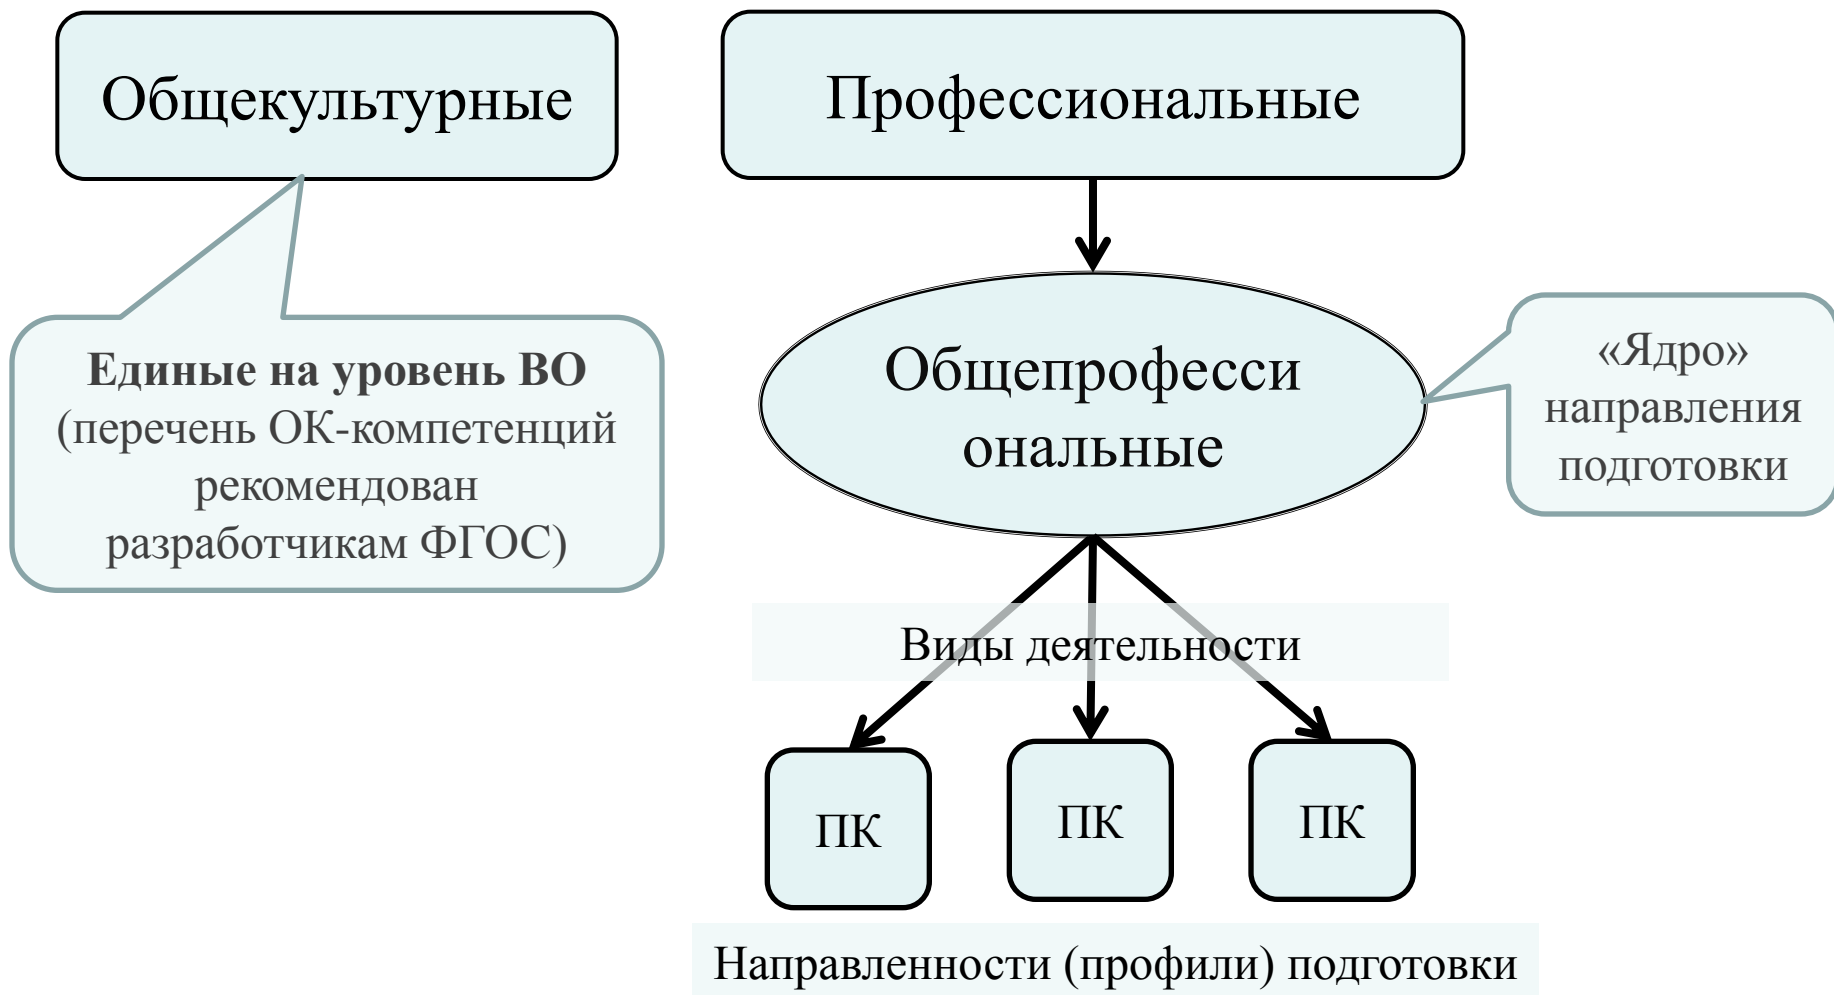 Общекультурные
Профессиональные
Единые на уровень ВО
(перечень ОК-компетенций
рекомендован
разработчикам ФГОС)
Общепрофесси
ональные
«Ядро»
направления
подготовки
Виды деятельности
ПК
ПК
ПК
Направленности (профили) подготовки